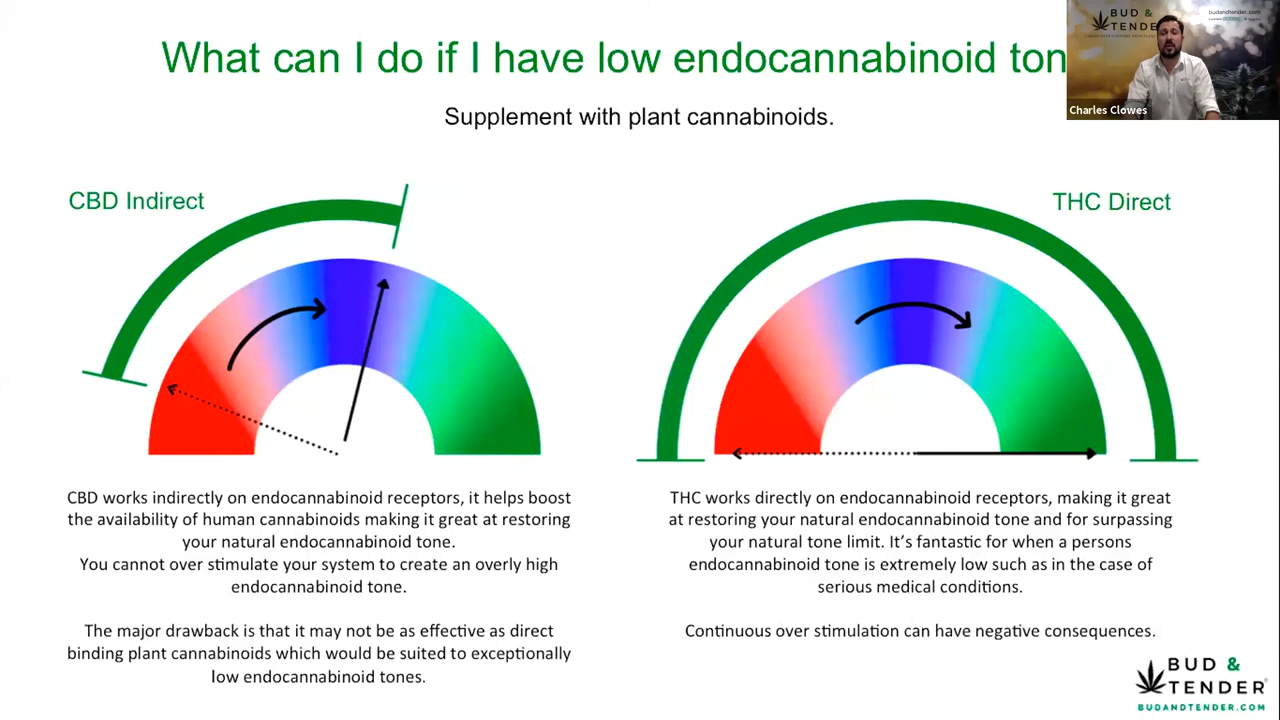 What can I do if I have low endocannabinoid ton
Supplement with plant cannabinoids.
BUD &
TENDE
budandtender.com
Charles Clowes
CBD Indirect
THC Direct
CBD works indirectly on endocannabinoid receptors, it helps boost
the availability of human cannabinoids making it great at restoring
your natural endocannabinoid tone.
You cannot over stimulate your system to create an overly high
endocannabinoid tone.
The major drawback is that it may not be as effective as direct
binding plant cannabinoids which would be suited to exceptionally
low endocannabinoid tones.
THC works directly on endocannabinoid receptors, making it great
at restoring your natural endocannabinoid tone and for surpassing
your natural tone limit. It's fantastic for when a persons
endocannabinoid tone is extremely low such as in the case of
serious medical conditions.
Continuous over stimulation can have negative consequences.
BUD &
TENDER®
BUDANDTENDER.COM